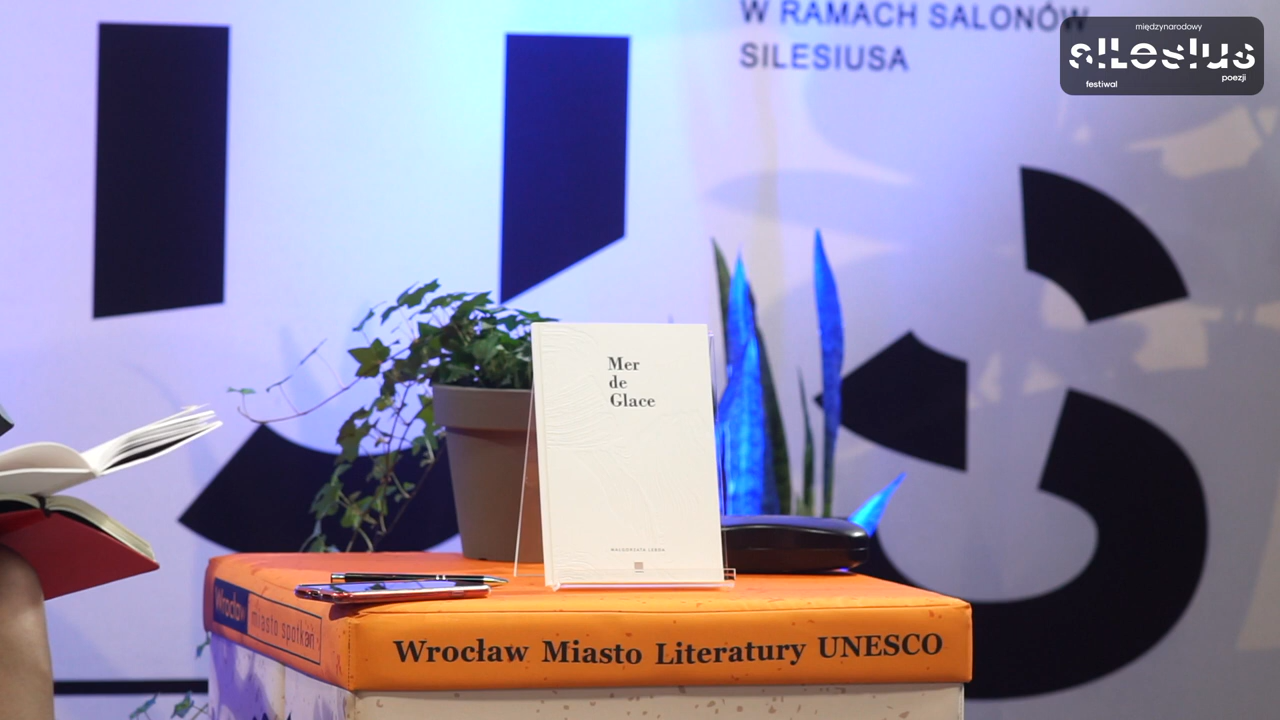 W RAMACH SALONÓW
SILESIUSA
międzynarodowy
silesius
poezji
festiwal
Mer
de
Glace
MAŁGORZATA LEBDA
Wrocław
miasto spotkań
Wrocław Miasto Literatury UNESCO